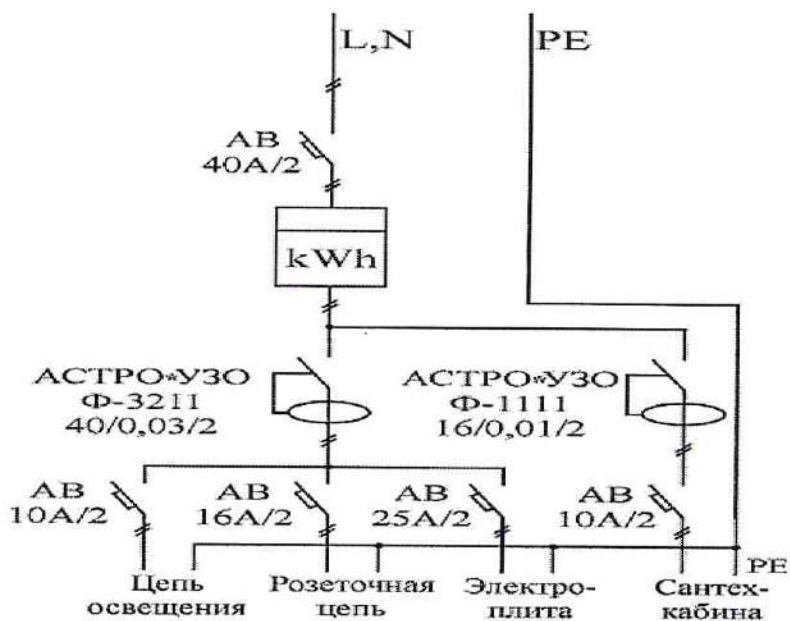 L,N
PE
АВ
40А/2
kWh
АСТРО*УЗО
Ф-3211
40/0,03/2
АСТРО*УЗО
Ф-1111
16/0,01/2
АВ
10А/2
АВ
16А/2
АВ
25А/2
АВ
10А/2
PE
Цепь
освещения
Розеточная
цепь
Электро-
плита
Сантех-
кабина